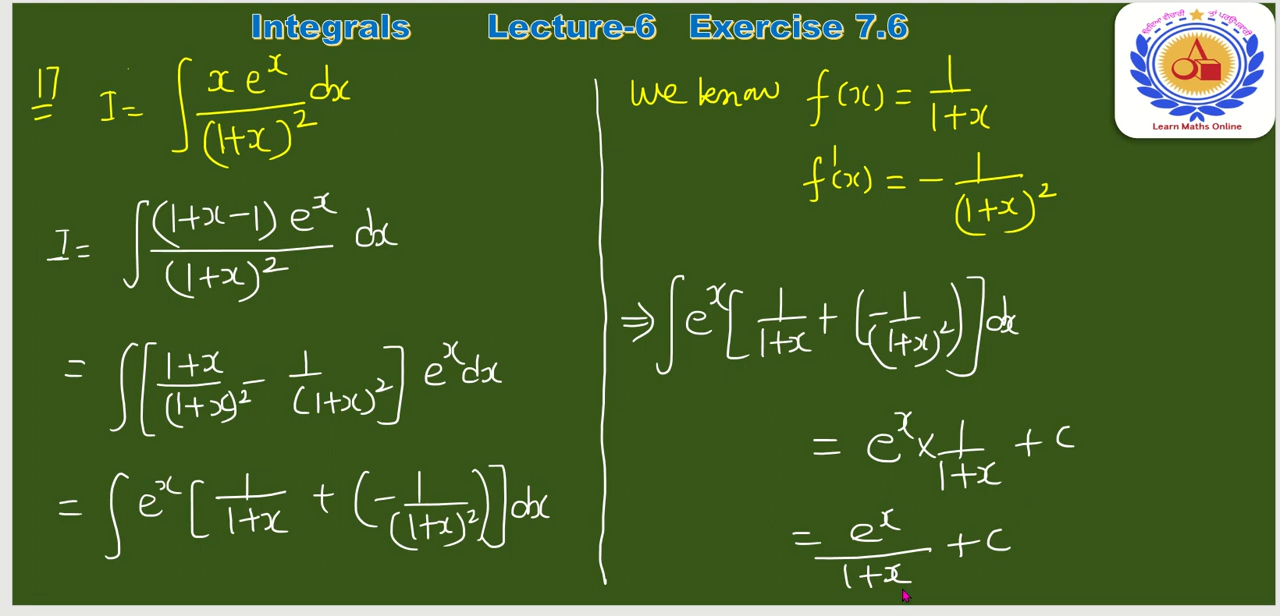 Integrals Lecture-6 Exercise 7.6
17 I = ∫ x e^x / (1+x)^2 dx
I = ∫ (1+x-1) e^x / (1+x)^2 dx
= ∫ [ (1+x) / (1+x)^2 - 1 / (1+x)^2 ] e^x dx
= ∫ e^x [ 1 / (1+x) + ( - 1 / (1+x)^2 ) ] dx
We know f(x) = 1 / (1+x)
f'(x) = - 1 / (1+x)^2
⇒ ∫ e^x [ 1 / (1+x) + ( - 1 / (1+x)^2 ) ] dx
= e^x × 1 / (1+x) + c
= e^x / (1+x) + c
ਵਿਦਿਆ ਵੀਚਾਰੀ ਤਾਂ ਪਰਉਪਕਾਰੀ
Learn Maths Online